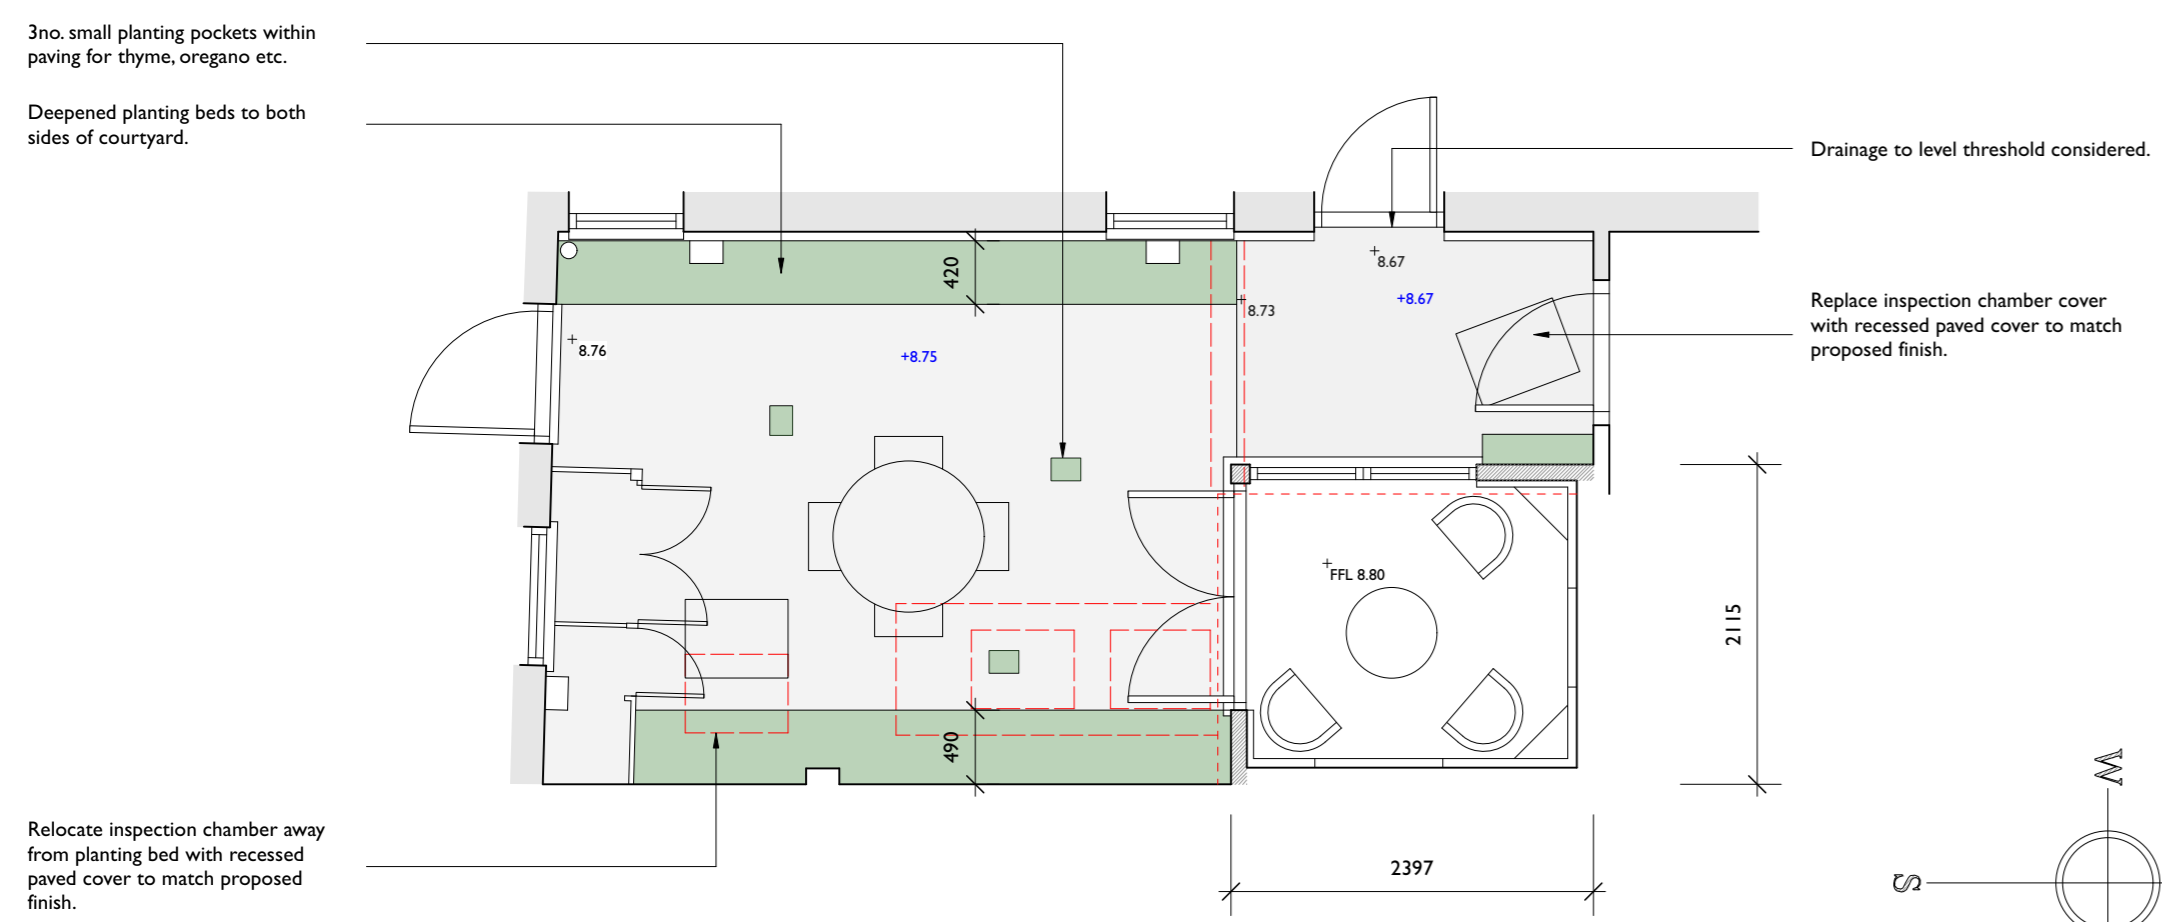 3no. small planting pockets within
paving for thyme, oregano etc.
Deepened planting beds to both
sides of courtyard.
Drainage to level threshold considered.
Replace inspection chamber cover
with recessed paved cover to match
proposed finish.
Relocate inspection chamber away
from planting bed with recessed
paved cover to match proposed
finish.
420
8.67
+8.67
8.73
8.76
+8.75
FFL 8.80
490
2115
2397
W
S